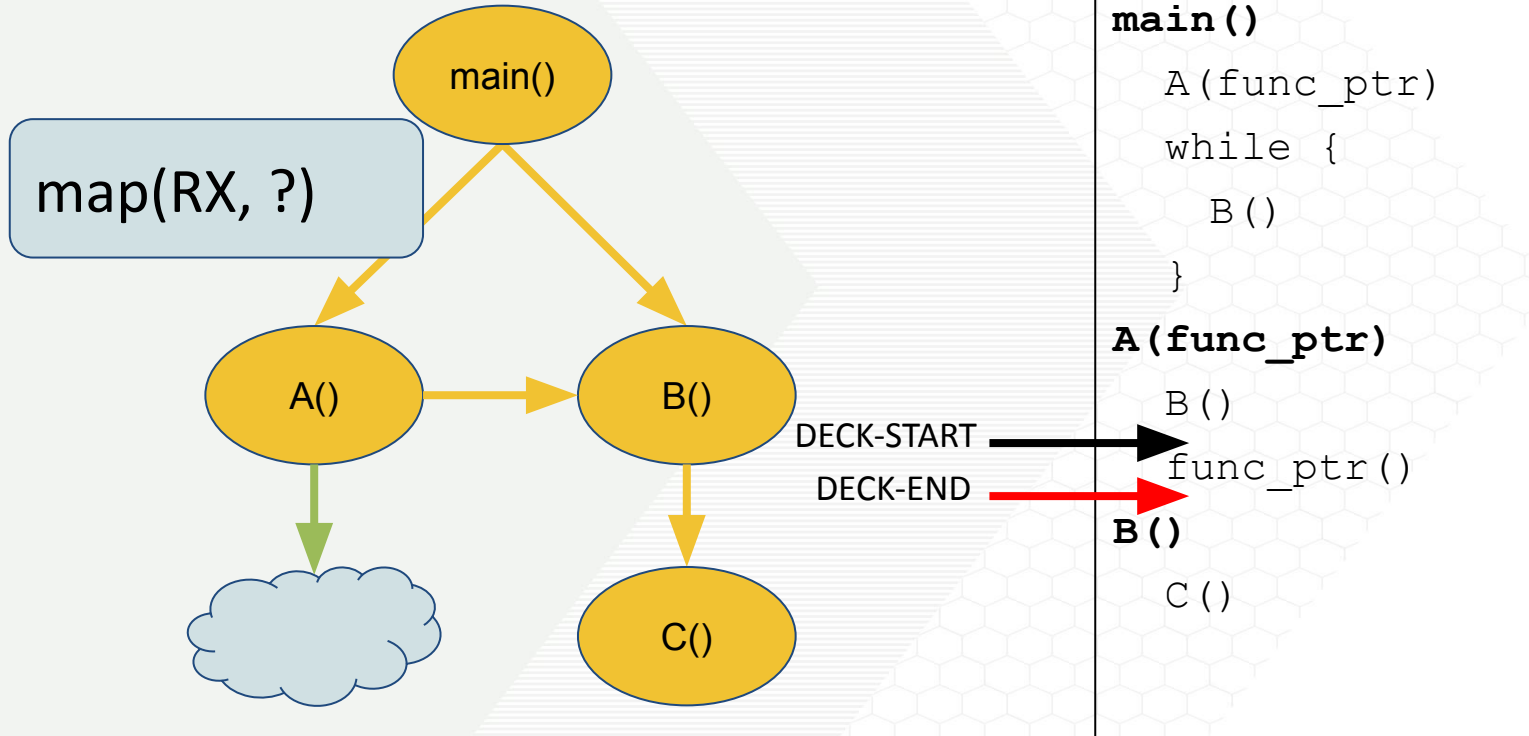 main()
map(RX, ?)
A()
B()
C()
DECK-START
DECK-END
main()
A(func_ptr)
while {
B()
}
A(func_ptr)
B()
func_ptr()
B()
C()